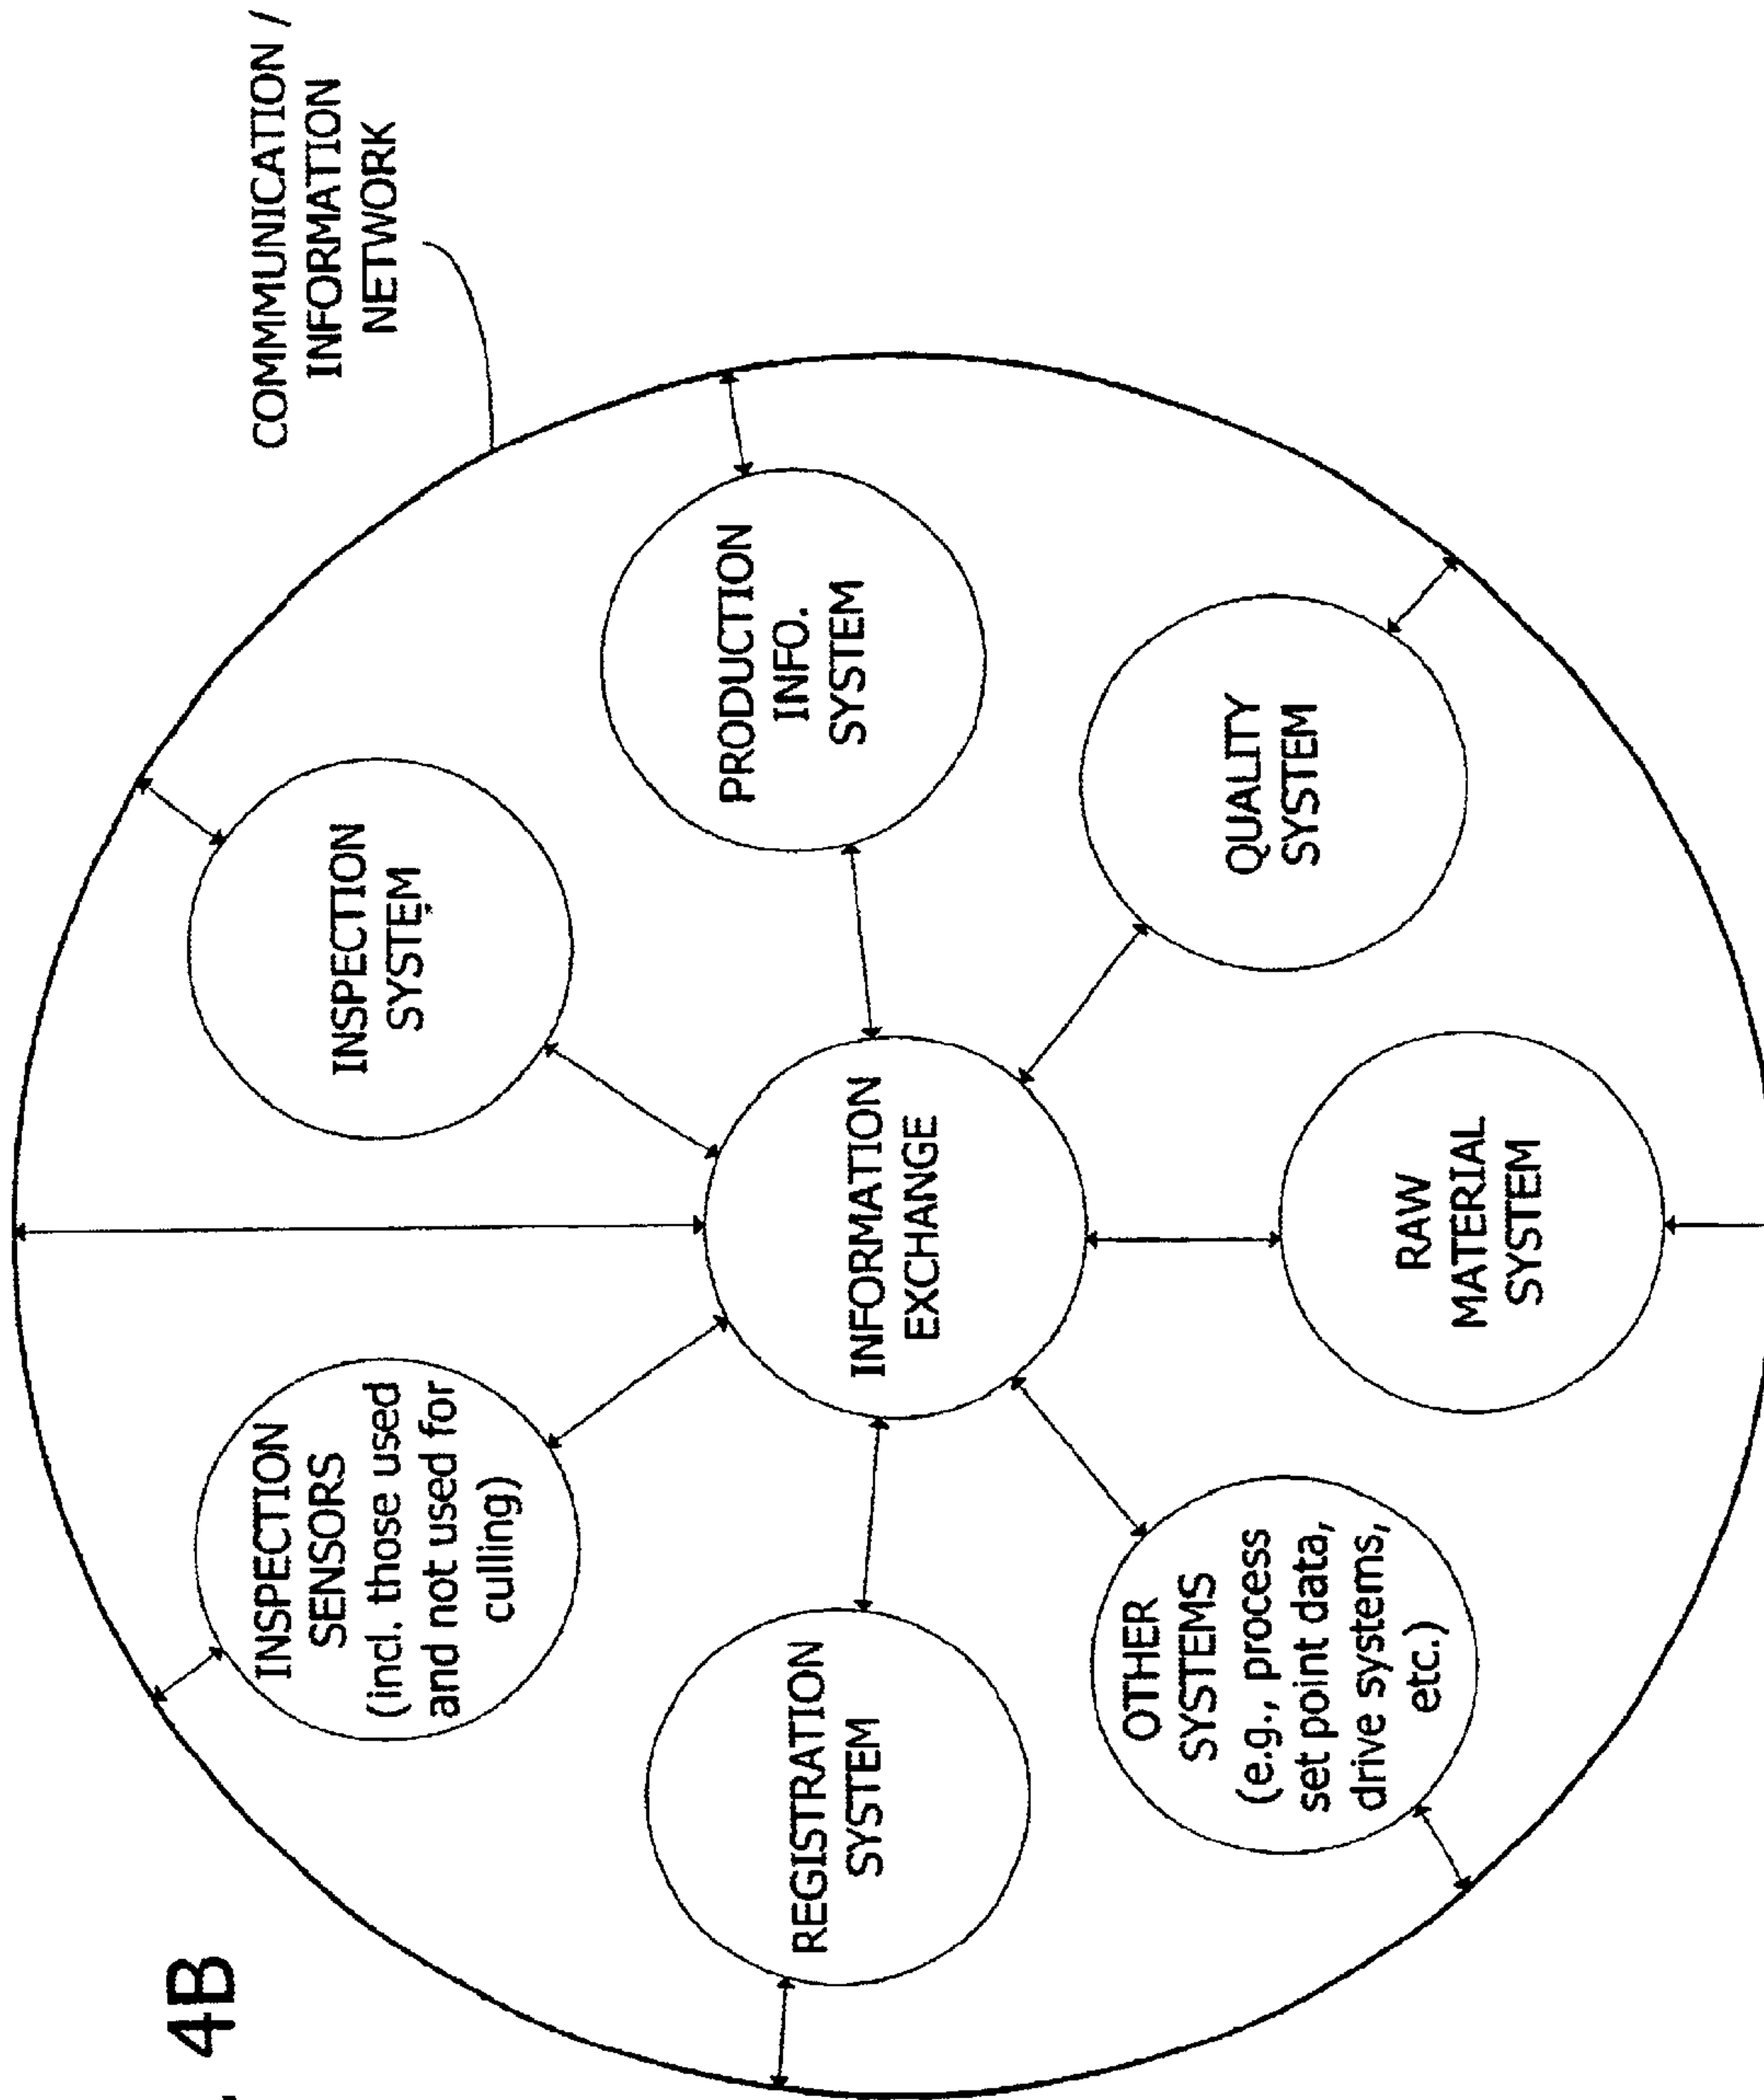 4B
COMMMUNICATION /
INFORMATION
NETWORK
INSPECTION
SENSORS
(incl. those used
and not used for
culling)
INSPECTION
SYSTEM
REGISTRATION
SYSTEM
INFORMATION
EXCHANGE
PRODUCTION
INFO.
SYSTEM
OTHER
SYSTEMS
(e.g., process
set point data,
drive systems,
etc.)
RAW
MATERIAL
SYSTEM
QUALITY
SYSTEM